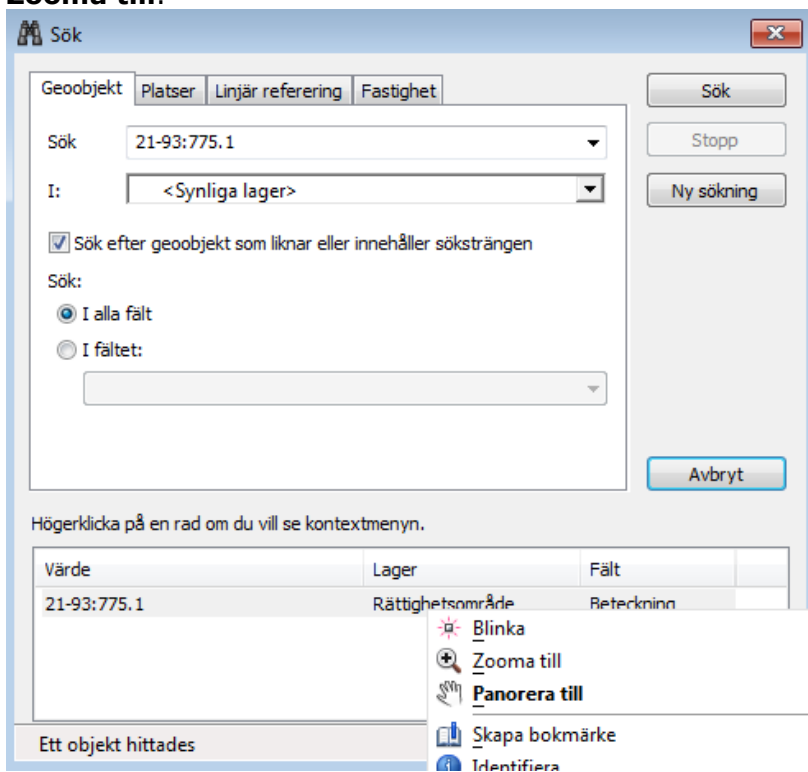 Zooma till.
Sök
Geoobjekt Platser Linjär referering Fastighet
Sök
Sök 21-93:775.1
Stopp
I: <Synliga lager>
Ny sökning
Sök efter geoobjekt som liknar eller innehåller söksträngen
Sök:
I alla fält
I fältet:
Avbryt
Högerklicka på en rad om du vill se kontextmenyn.
Värde Lager Fält
21-93:775.1 Rättighetsområde Beteckning
Blinka
Zooma till
Panorera till
Skapa bokmärke
Ett objekt hittades
Identifiera